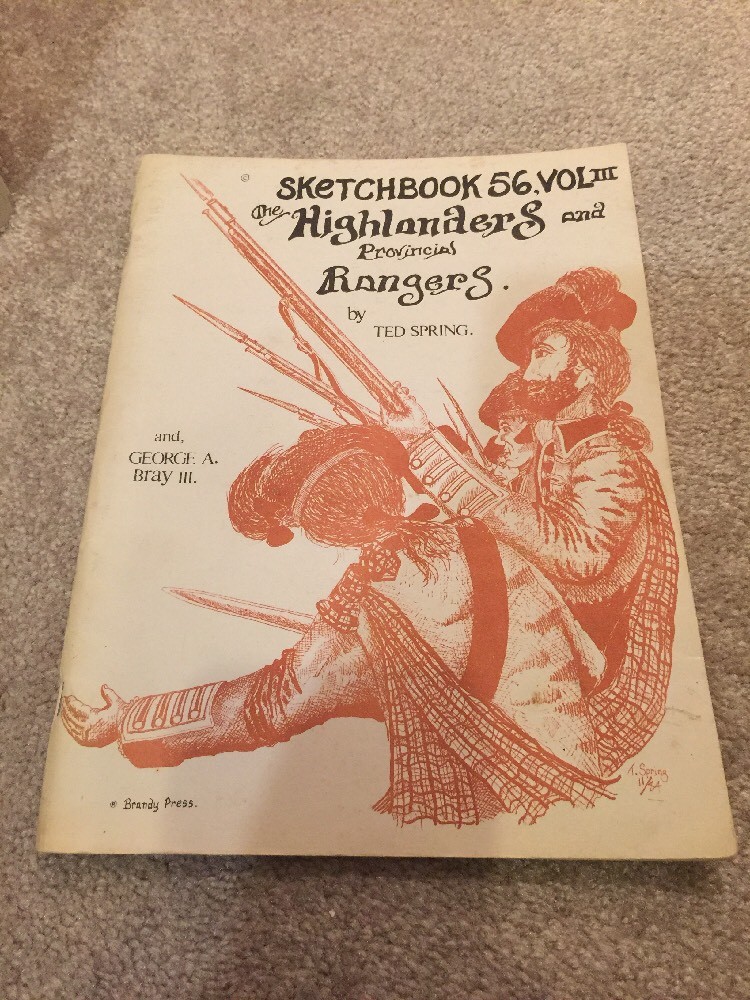 © SKETCHBOOK 56. VOL III
The Highlanders and
Provincial
Rangers.
by
TED SPRING.
and,
GEORGE A.
Bray III.
T. Spring
® Brandy Press.